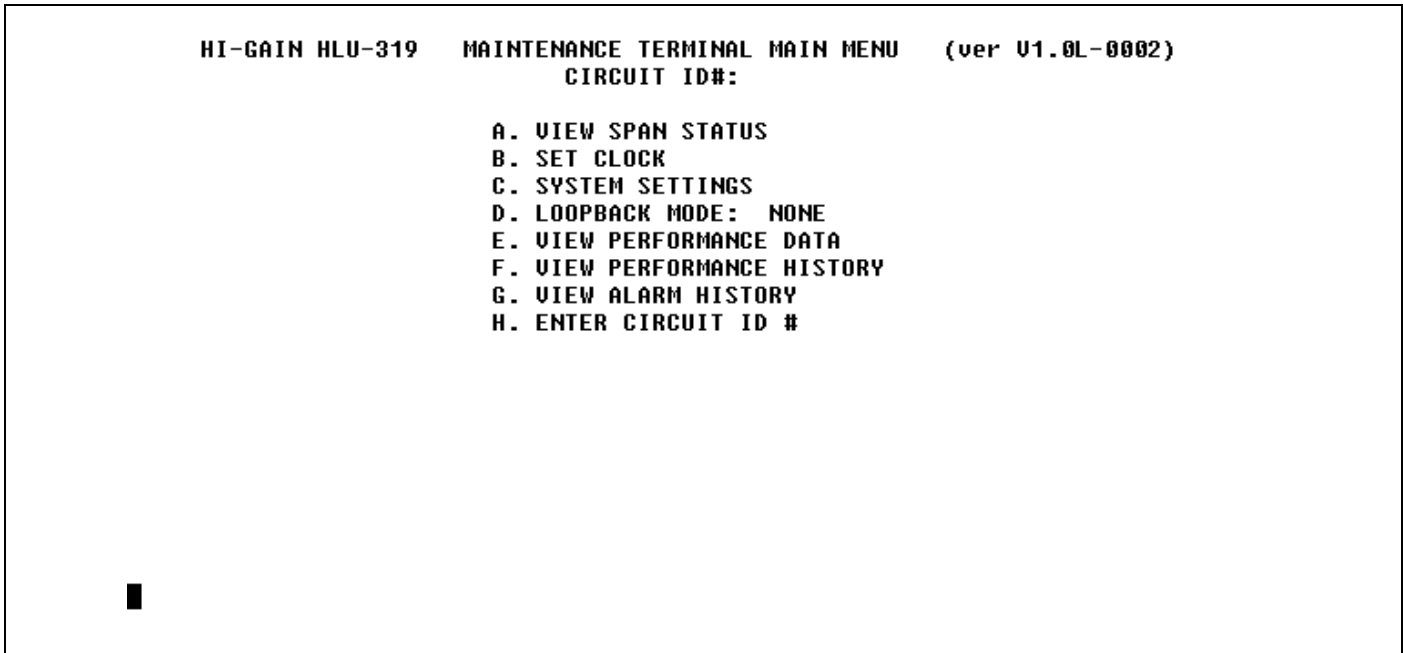 HI-GAIN HLU-319 MAINTENANCE TERMINAL MAIN MENU (ver V1.0L-0002)
CIRCUIT ID#:
A. VIEW SPAN STATUS
B. SET CLOCK
C. SYSTEM SETTINGS
D. LOOPBACK MODE: NONE
E. VIEW PERFORMANCE DATA
F. VIEW PERFORMANCE HISTORY
G. VIEW ALARM HISTORY
H. ENTER CIRCUIT ID #